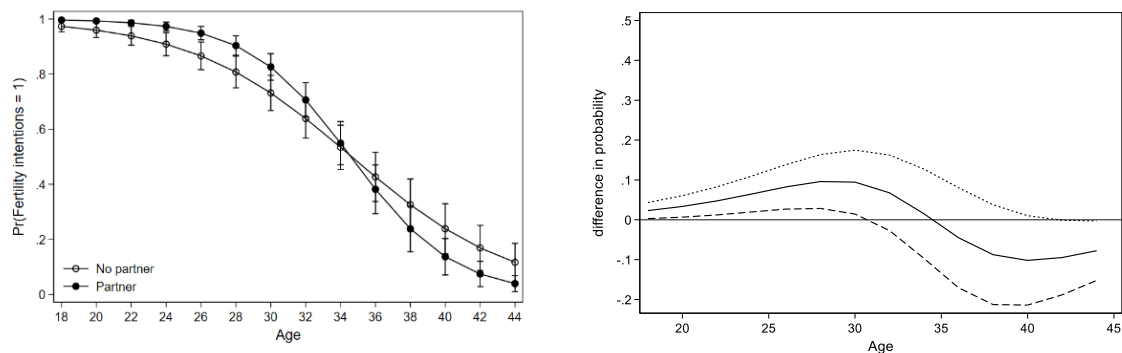 Pr(Fertility intentions = 1)
1
.8
.6
.4
.2
0
No partner
Partner
18 20 22 24 26 28 30 32 34 36 38 40 42 44
Age
difference in probability
.5
.4
.3
.2
.1
0
-.1
-.2
20 25 30 35 40 45
Age